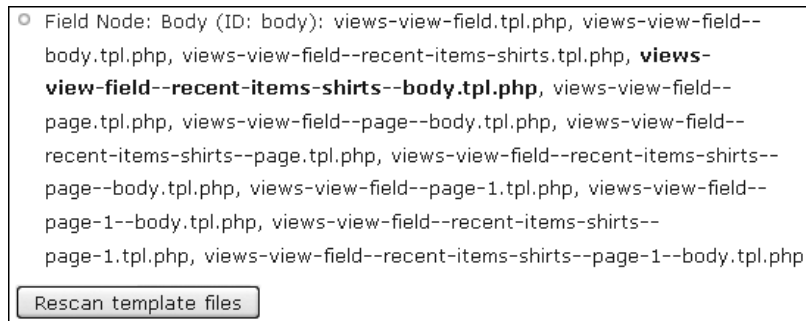 Field Node: Body (ID: body): views-view-field.tpl.php, views-view-field--
body.tpl.php, views-view-field--recent-items-shirts.tpl.php, views-
view-field--recent-items-shirts--body.tpl.php, views-view-field--
page.tpl.php, views-view-field--page--body.tpl.php, views-view-field--
recent-items-shirts--page.tpl.php, views-view-field--recent-items-shirts--
page--body.tpl.php, views-view-field--page-1.tpl.php, views-view-field--
page-1--body.tpl.php, views-view-field--recent-items-shirts--
page-1.tpl.php, views-view-field--recent-items-shirts--page-1--body.tpl.php
Rescan template files